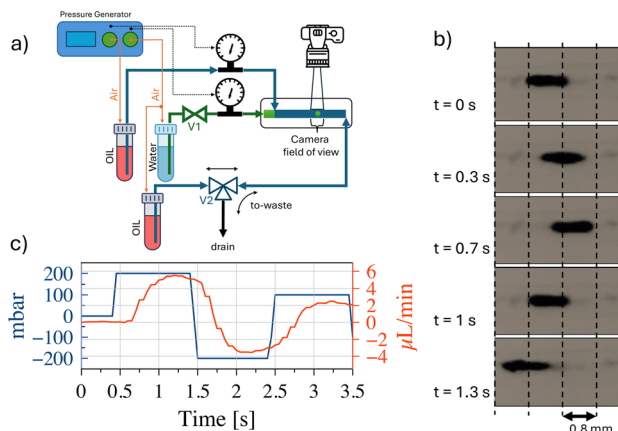 a)
Pressure Generator
Air
Air
OIL
Water
V1
Camera
field of view
OIL
V2
to-waste
drain
b)
t = 0 s
t = 0.3 s
t = 0.7 s
t = 1 s
t = 1.3 s
0.8 mm
c)
mbar
200
100
0
−100
−200
6
4
2
0
−2
−4
μL/min
0
0.5
1
1.5
2
2.5
3
3.5
Time [s]